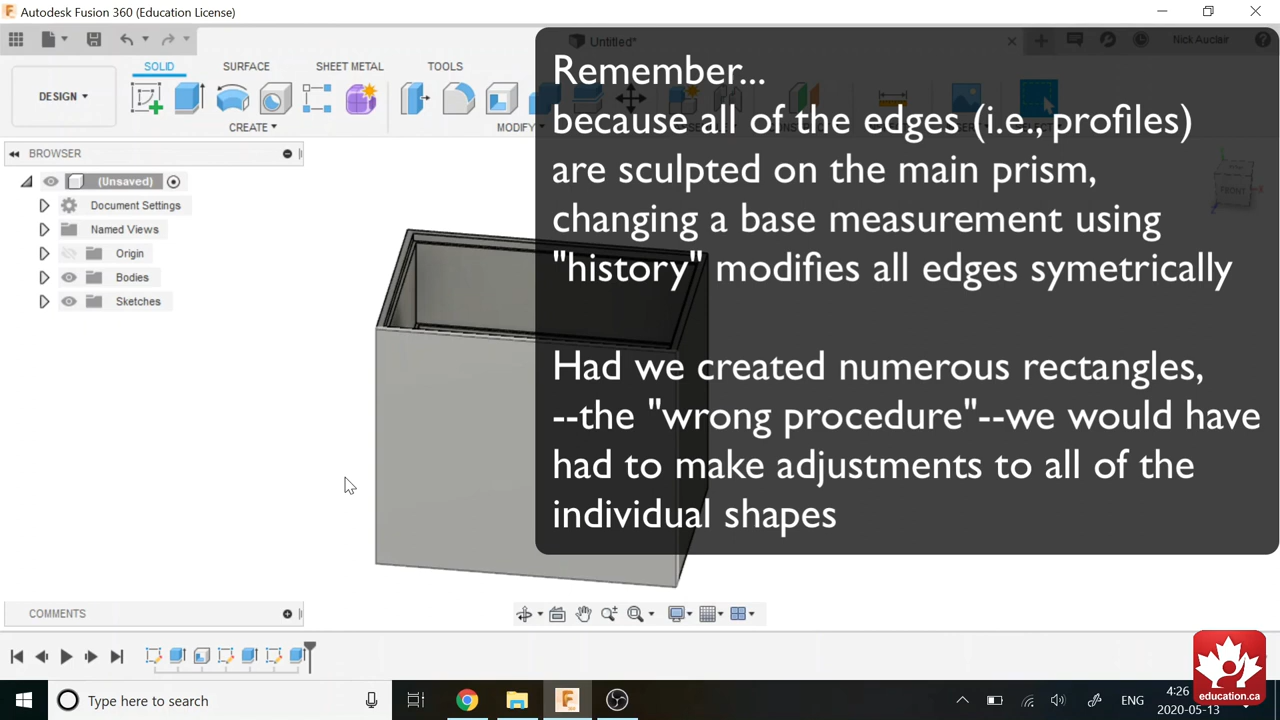 Autodesk Fusion 360 (Education License)
Untitled*
Nick Auclair
SOLID
SURFACE
SHEET METAL
TOOLS
DESIGN
CREATE
MODIFY
Remember...
because all of the edges (i.e., profiles)
are sculpted on the main prism,
changing a base measurement using
"history" modifies all edges symetrically
Had we created numerous rectangles,
--the "wrong procedure"--we would have
had to make adjustments to all of the
individual shapes
BROWSER
(Unsaved)
Document Settings
Named Views
Origin
Bodies
Sketches
FRONT
COMMENTS
education.ca
Type here to search
ENG
4:26
2020-05-13